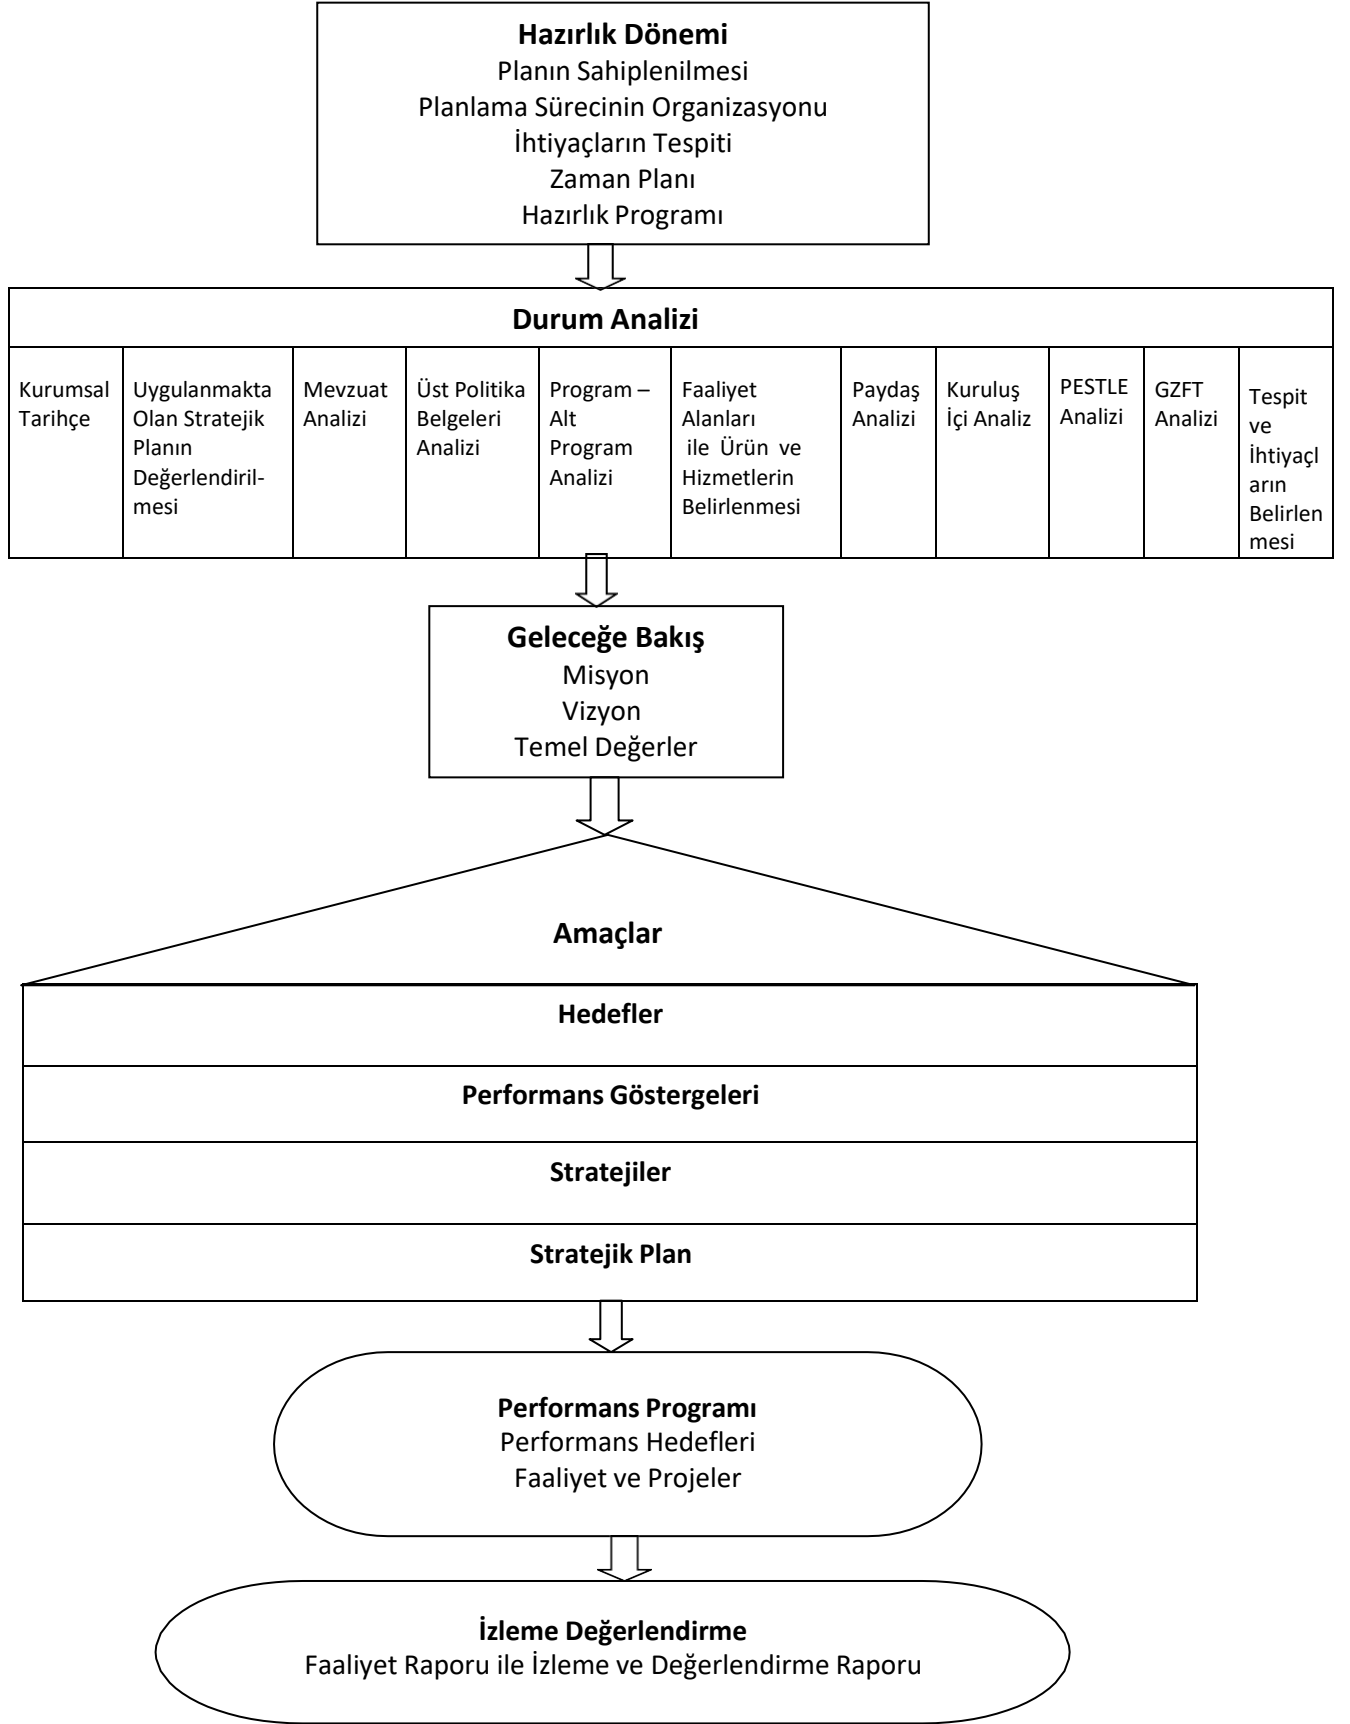 Hazırlık Dönemi
Planın Sahiplenilmesi
Planlama Sürecinin Organizasyonu
İhtiyaçların Tespiti
Zaman Planı
Hazırlık Programı
Durum Analizi
Kurumsal
Tarihçe
Uygulanmakta
Olan Stratejik
Planın
Değerlendiril-
mesi
Mevzuat
Analizi
Üst Politika
Belgeleri
Analizi
Program –
Alt
Program
Analizi
Faaliyet
Alanları
ile Ürün ve
Hizmetlerin
Belirlenmesi
Paydaş
Analizi
Kuruluş
İçi Analiz
PESTLE
Analizi
GZFT
Analizi
Tespit
ve
İhtiyaçl
arın
Belirlen
mesi
Geleceğe Bakış
Misyon
Vizyon
Temel Değerler
Amaçlar
Hedefler
Performans Göstergeleri
Stratejiler
Stratejik Plan
Performans Programı
Performans Hedefleri
Faaliyet ve Projeler
İzleme Değerlendirme
Faaliyet Raporu ile İzleme ve Değerlendirme Raporu